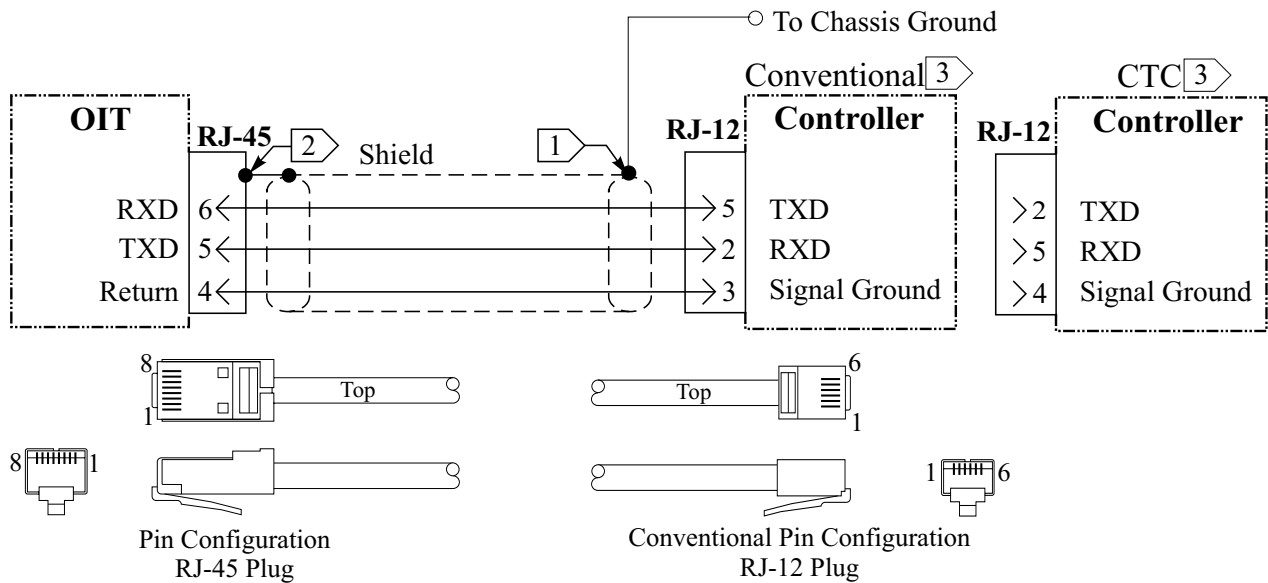 To Chassis Ground
Conventional 3
CTC 3
OIT
RJ-45
2
Shield
1
RJ-12
Controller
RJ-12
Controller
RXD 6
5 TXD
2 TXD
TXD 5
2 RXD
5 RXD
Return 4
3 Signal Ground
4 Signal Ground
8
1
Top
Top
6
1
8
1
1
6
Pin Configuration
RJ-45 Plug
Conventional Pin Configuration
RJ-12 Plug